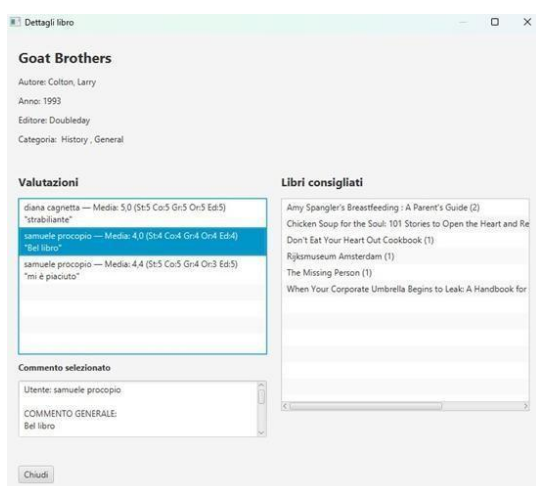 Dettagli libro
Goat Brothers
Autore: Colton, Larry
Anno: 1993
Editore: Doubleday
Categoria: History , General
Valutazioni
diana cagnetta — Media: 5,0 (St:5 Co:5 Gr:5 Or:5 Ed:5)
"strabiliante"
samuele procopio — Media: 4,0 (St:4 Co:4 Gr:4 Or:4 Ed:4)
"Bel libro"
samuele procopio — Media: 4,4 (St:5 Co:5 Gr:4 Or:3 Ed:5)
"mi è piaciuto"
Commento selezionato
Utente: samuele procopio
COMMENTO GENERALE:
Bel libro
Libri consigliati
Amy Spangler's Breastfeeding : A Parent's Guide (2)
Chicken Soup for the Soul: 101 Stories to Open the Heart and Re
Don't Eat Your Heart Out Cookbook (1)
Rijksmuseum Amsterdam (1)
The Missing Person (1)
When Your Corporate Umbrella Begins to Leak: A Handbook for
Chiudi